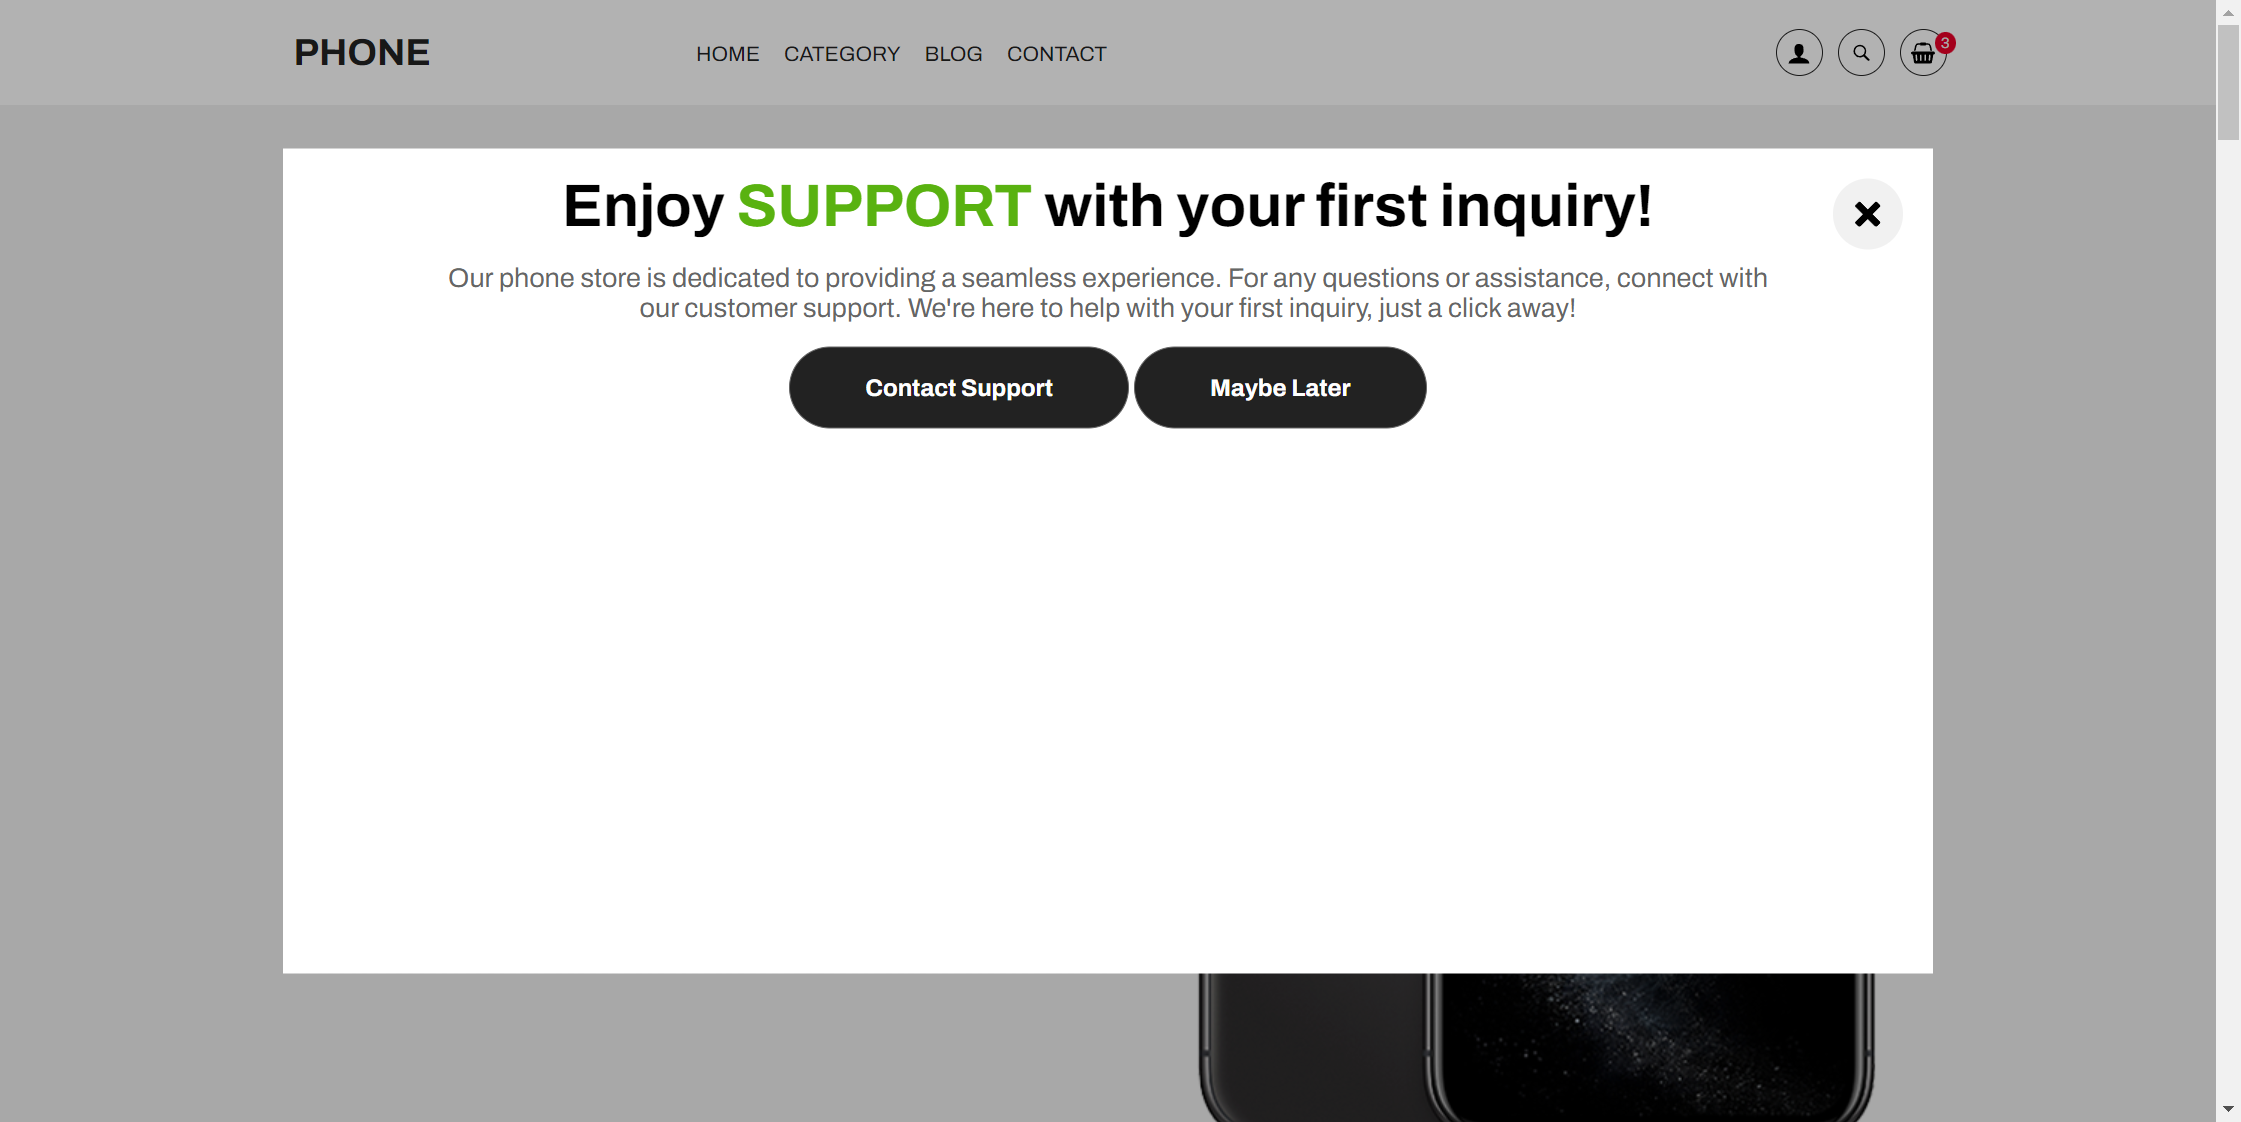 PHONE
HOME CATEGORY BLOG CONTACT
3
Enjoy SUPPORT with your first inquiry!
Our phone store is dedicated to providing a seamless experience. For any questions or assistance, connect with
our customer support. We're here to help with your first inquiry, just a click away!
Contact Support Maybe Later